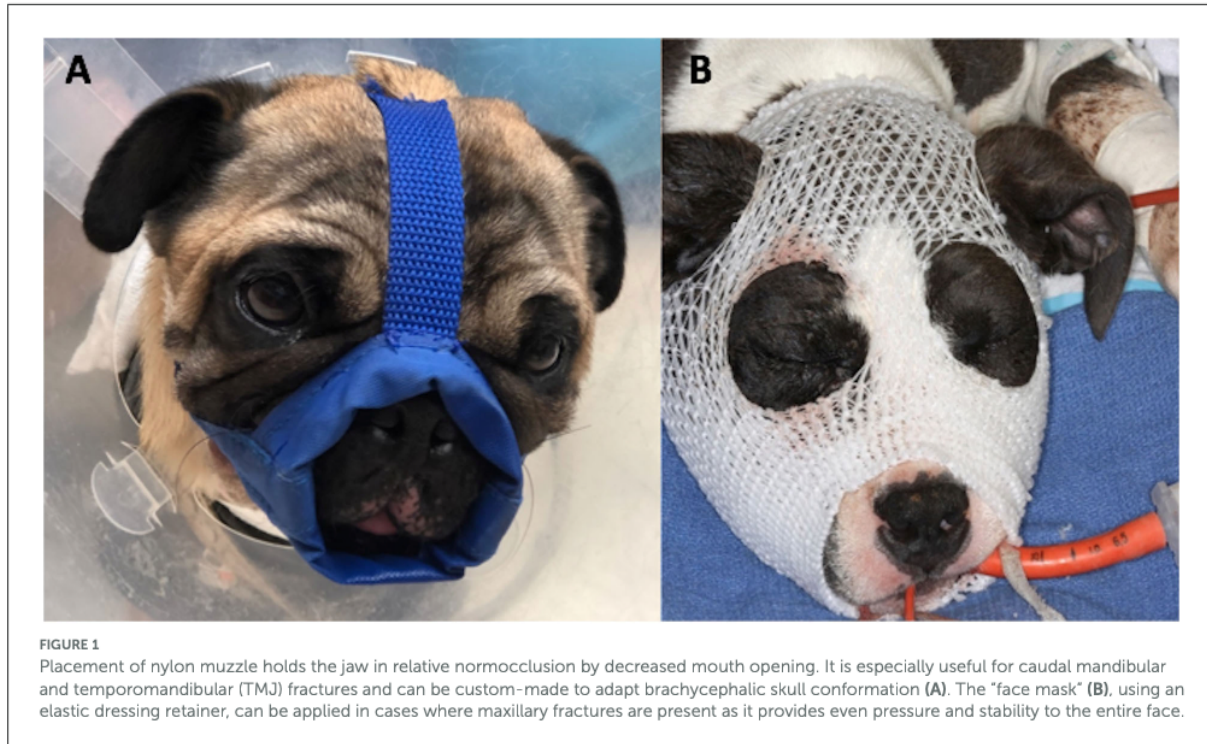 A
B
FIGURE 1
Placement of nylon muzzle holds the jaw in relative normocclusion by decreased mouth opening. It is especially useful for caudal mandibular
and temporomandibular (TMJ) fractures and can be custom-made to adapt brachycephalic skull conformation (A). The "face mask" (B), using an
elastic dressing retainer, can be applied in cases where maxillary fractures are present as it provides even pressure and stability to the entire face.